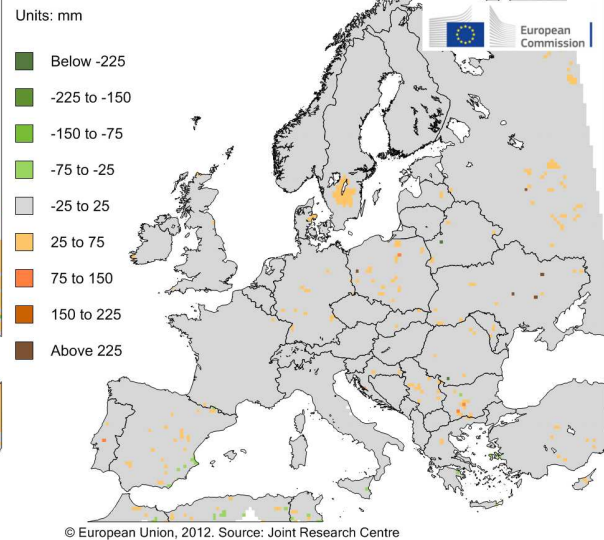 Units: mm
European
Commission
Below -225
-225 to -150
-150 to -75
-75 to -25
-25 to 25
25 to 75
75 to 150
150 to 225
Above 225
© European Union, 2012. Source: Joint Research Centre